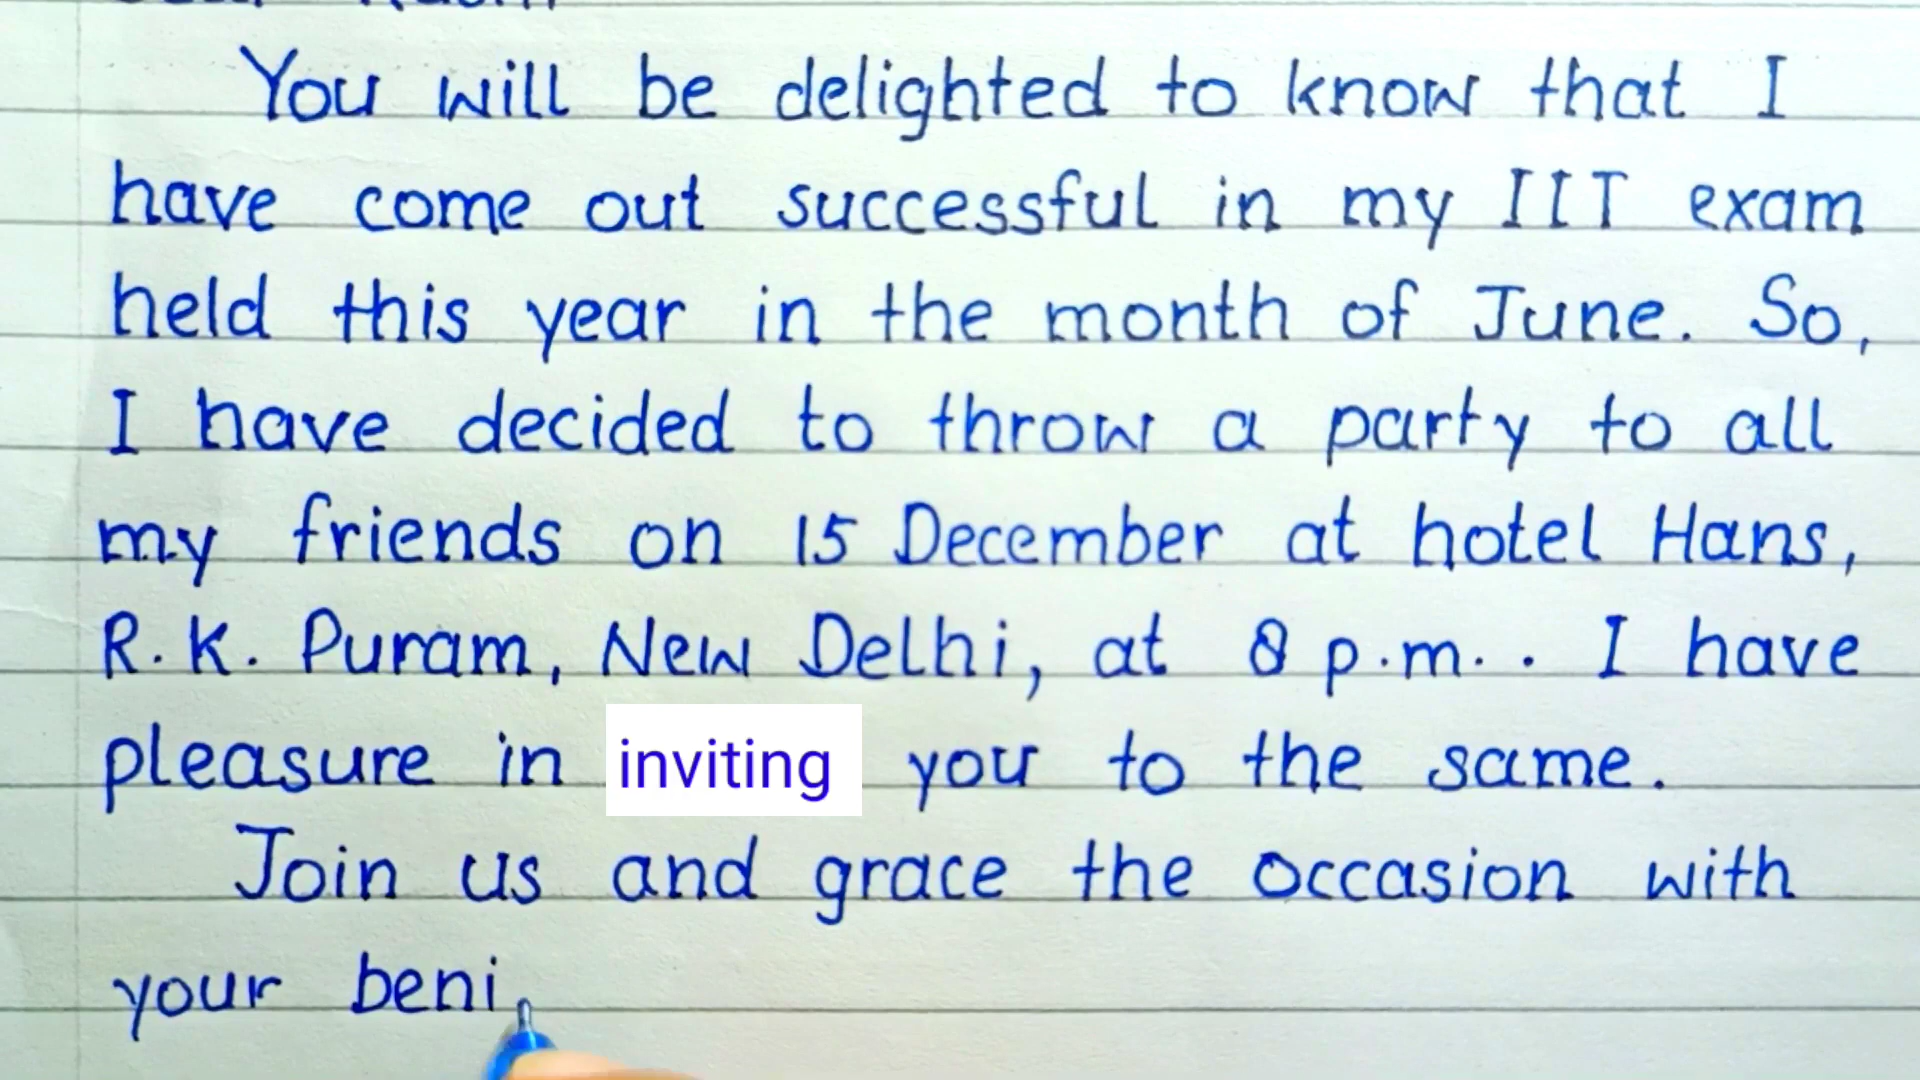 You will be delighted to know that I
have come out successful in my IIT exam
held this year in the month of June. So,
I have decided to throw a party to all
my friends on 15 December at hotel Hans,
R.K. Puram, New Delhi, at 8 p.m.. I have
pleasure in inviting you to the same.
Join us and grace the occasion with
your beni